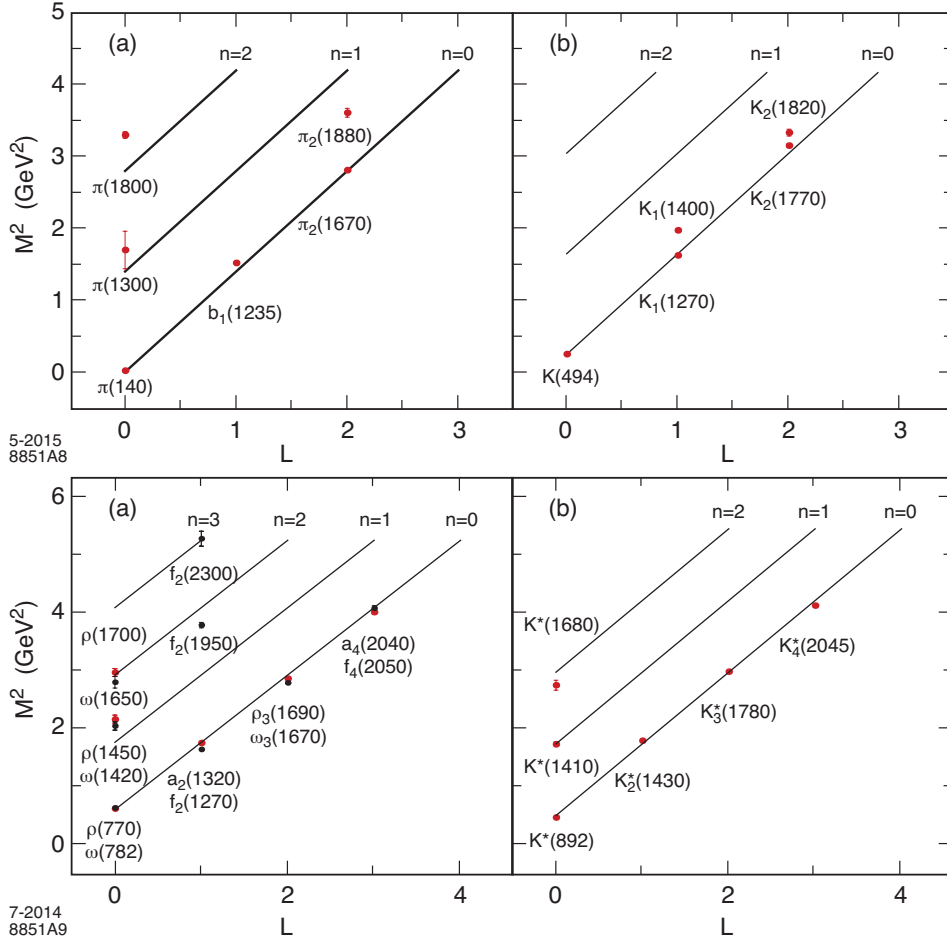 (a)
n=2
n=1
n=0
π(1800)
π(1300)
π(140)
b₁(1235)
π₂(1880)
π₂(1670)
M² (GeV²)
5
4
3
2
1
0
0
1
2
3
L
(b)
n=2
n=1
n=0
K₂(1820)
K₂(1770)
K₁(1400)
K₁(1270)
K(494)
0
1
2
3
L
5-2015
8851A8
(a)
n=3
n=2
n=1
n=0
f₂(2300)
ρ(1700)
f₂(1950)
ω(1650)
ρ(1450)
ω(1420)
ρ(770)
ω(782)
a₂(1320)
f₂(1270)
ρ₃(1690)
ω₃(1670)
a₄(2040)
f₄(2050)
M² (GeV²)
6
4
2
0
0
2
4
L
(b)
n=2
n=1
n=0
K*(1680)
K*(1410)
K*(892)
K*₂(1430)
K*₃(1780)
K*₄(2045)
0
2
4
L
7-2014
8851A9